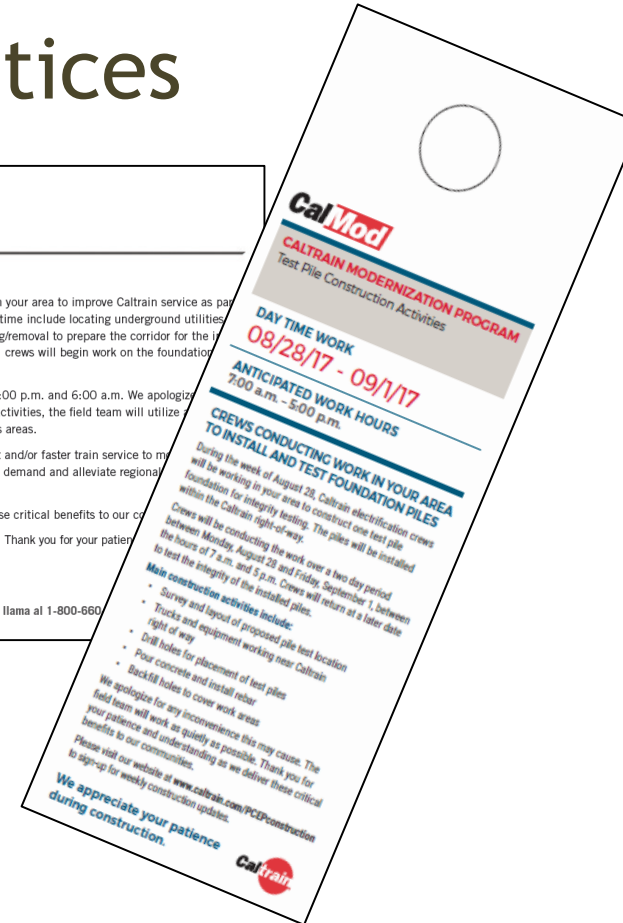 tices
n your area to improve Caltrain service as par
time include locating underground utilities
g/removal to prepare the corridor for the i
crews will begin work on the foundation
:00 p.m. and 6:00 a.m. We apologize
ctivities, the field team will utilize a
s areas.
t and/or faster train service to m
demand and alleviate regional
se critical benefits to our co
Thank you for your patien
llama al 1-800-660
CalMod
CALTRAIN MODERNIZATION PROGRAM
Test Pile Construction Activities
DAY TIME WORK
08/28/17 - 09/1/17
ANTICIPATED WORK HOURS
7:00 a.m. – 5:00 p.m.
CREWS CONDUCTING WORK IN YOUR AREA
TO INSTALL AND TEST FOUNDATION PILES
During the week of August 28, Caltrain electrification crews
will be working in your area to construct one test pile
foundation for integrity testing. The piles will be installed
within the Caltrain right-of-way.
Crews will be conducting the work over a two day period
between Monday, August 28 and Friday, September 1, between
the hours of 7 a.m. and 5 p.m. Crews will return at a later date
to test the integrity of the installed piles.
Main construction activities include:
• Survey and layout of proposed pile test location
• Trucks and equipment working near Caltrain
right of way
• Drill holes for placement of test piles
• Pour concrete and install rebar
• Backfill holes to cover work areas
We apologize for any inconvenience this may cause. The
field team will work as quietly as possible. Thank you for
your patience and understanding as we deliver these critical
benefits to our communities.
Please visit our website at www.caltrain.com/PCEPconstruction
to sign-up for weekly construction updates.
We appreciate your patience
during construction.
Caltrain